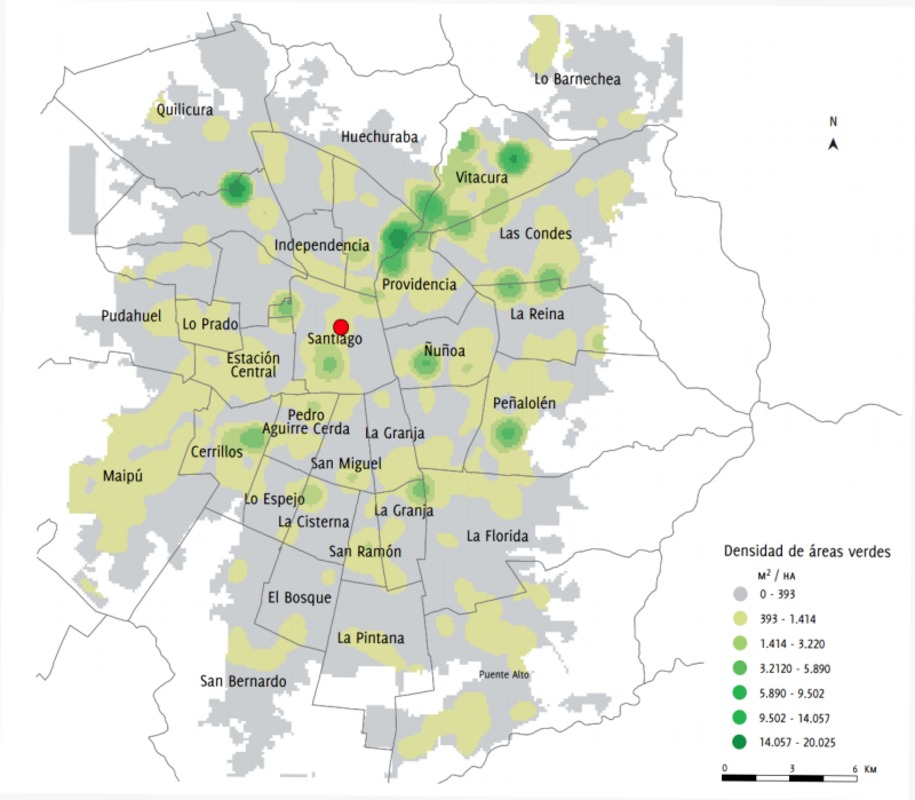 Lo Barnechea
Quilicura
N
Huechuraba
Vitacura
Las Condes
Independencia
Providencia
Pudahuel
Lo Prado
La Reina
Santiago
Ñuñoa
Estación
Central
Peñalolén
Pedro
Aguirre Cerda
La Granja
Cerrillos
San Miguel
Maipú
Lo Espejo
La Granja
La Cisterna
La Florida
San Ramón
El Bosque
La Pintana
San Bernardo
Puente Alto
Densidad de áreas verdes
M² / HA
0 - 393
393 - 1.414
1.414 - 3.220
3.2120 - 5.890
5.890 - 9.502
9.502 - 14.057
14.057 - 20.025
0 3 6 KM